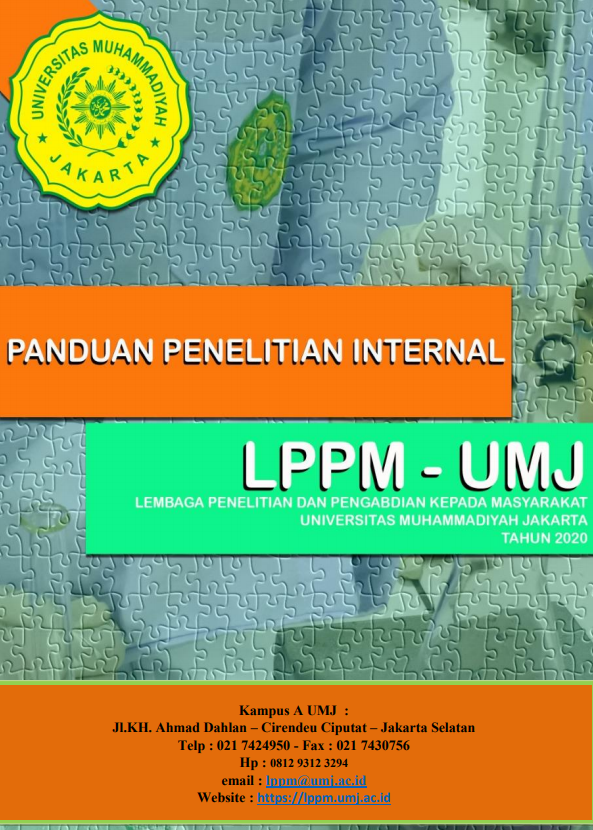 UNIVERSITAS MUHAMMADIYAH
JAKARTA
PANDUAN PENELITIAN INTERNAL
LPPM - UMJ
LEMBAGA PENELITIAN DAN PENGABDIAN KEPADA MASYARAKAT
UNIVERSITAS MUHAMMADIYAH JAKARTA
TAHUN 2020
Kampus A UMJ :
Jl.KH. Ahmad Dahlan – Cirendeu Ciputat – Jakarta Selatan
Telp : 021 7424950 - Fax : 021 7430756
Hp : 0812 9312 3294
email : lppm@umj.ac.id
Website : https://lppm.umj.ac.id